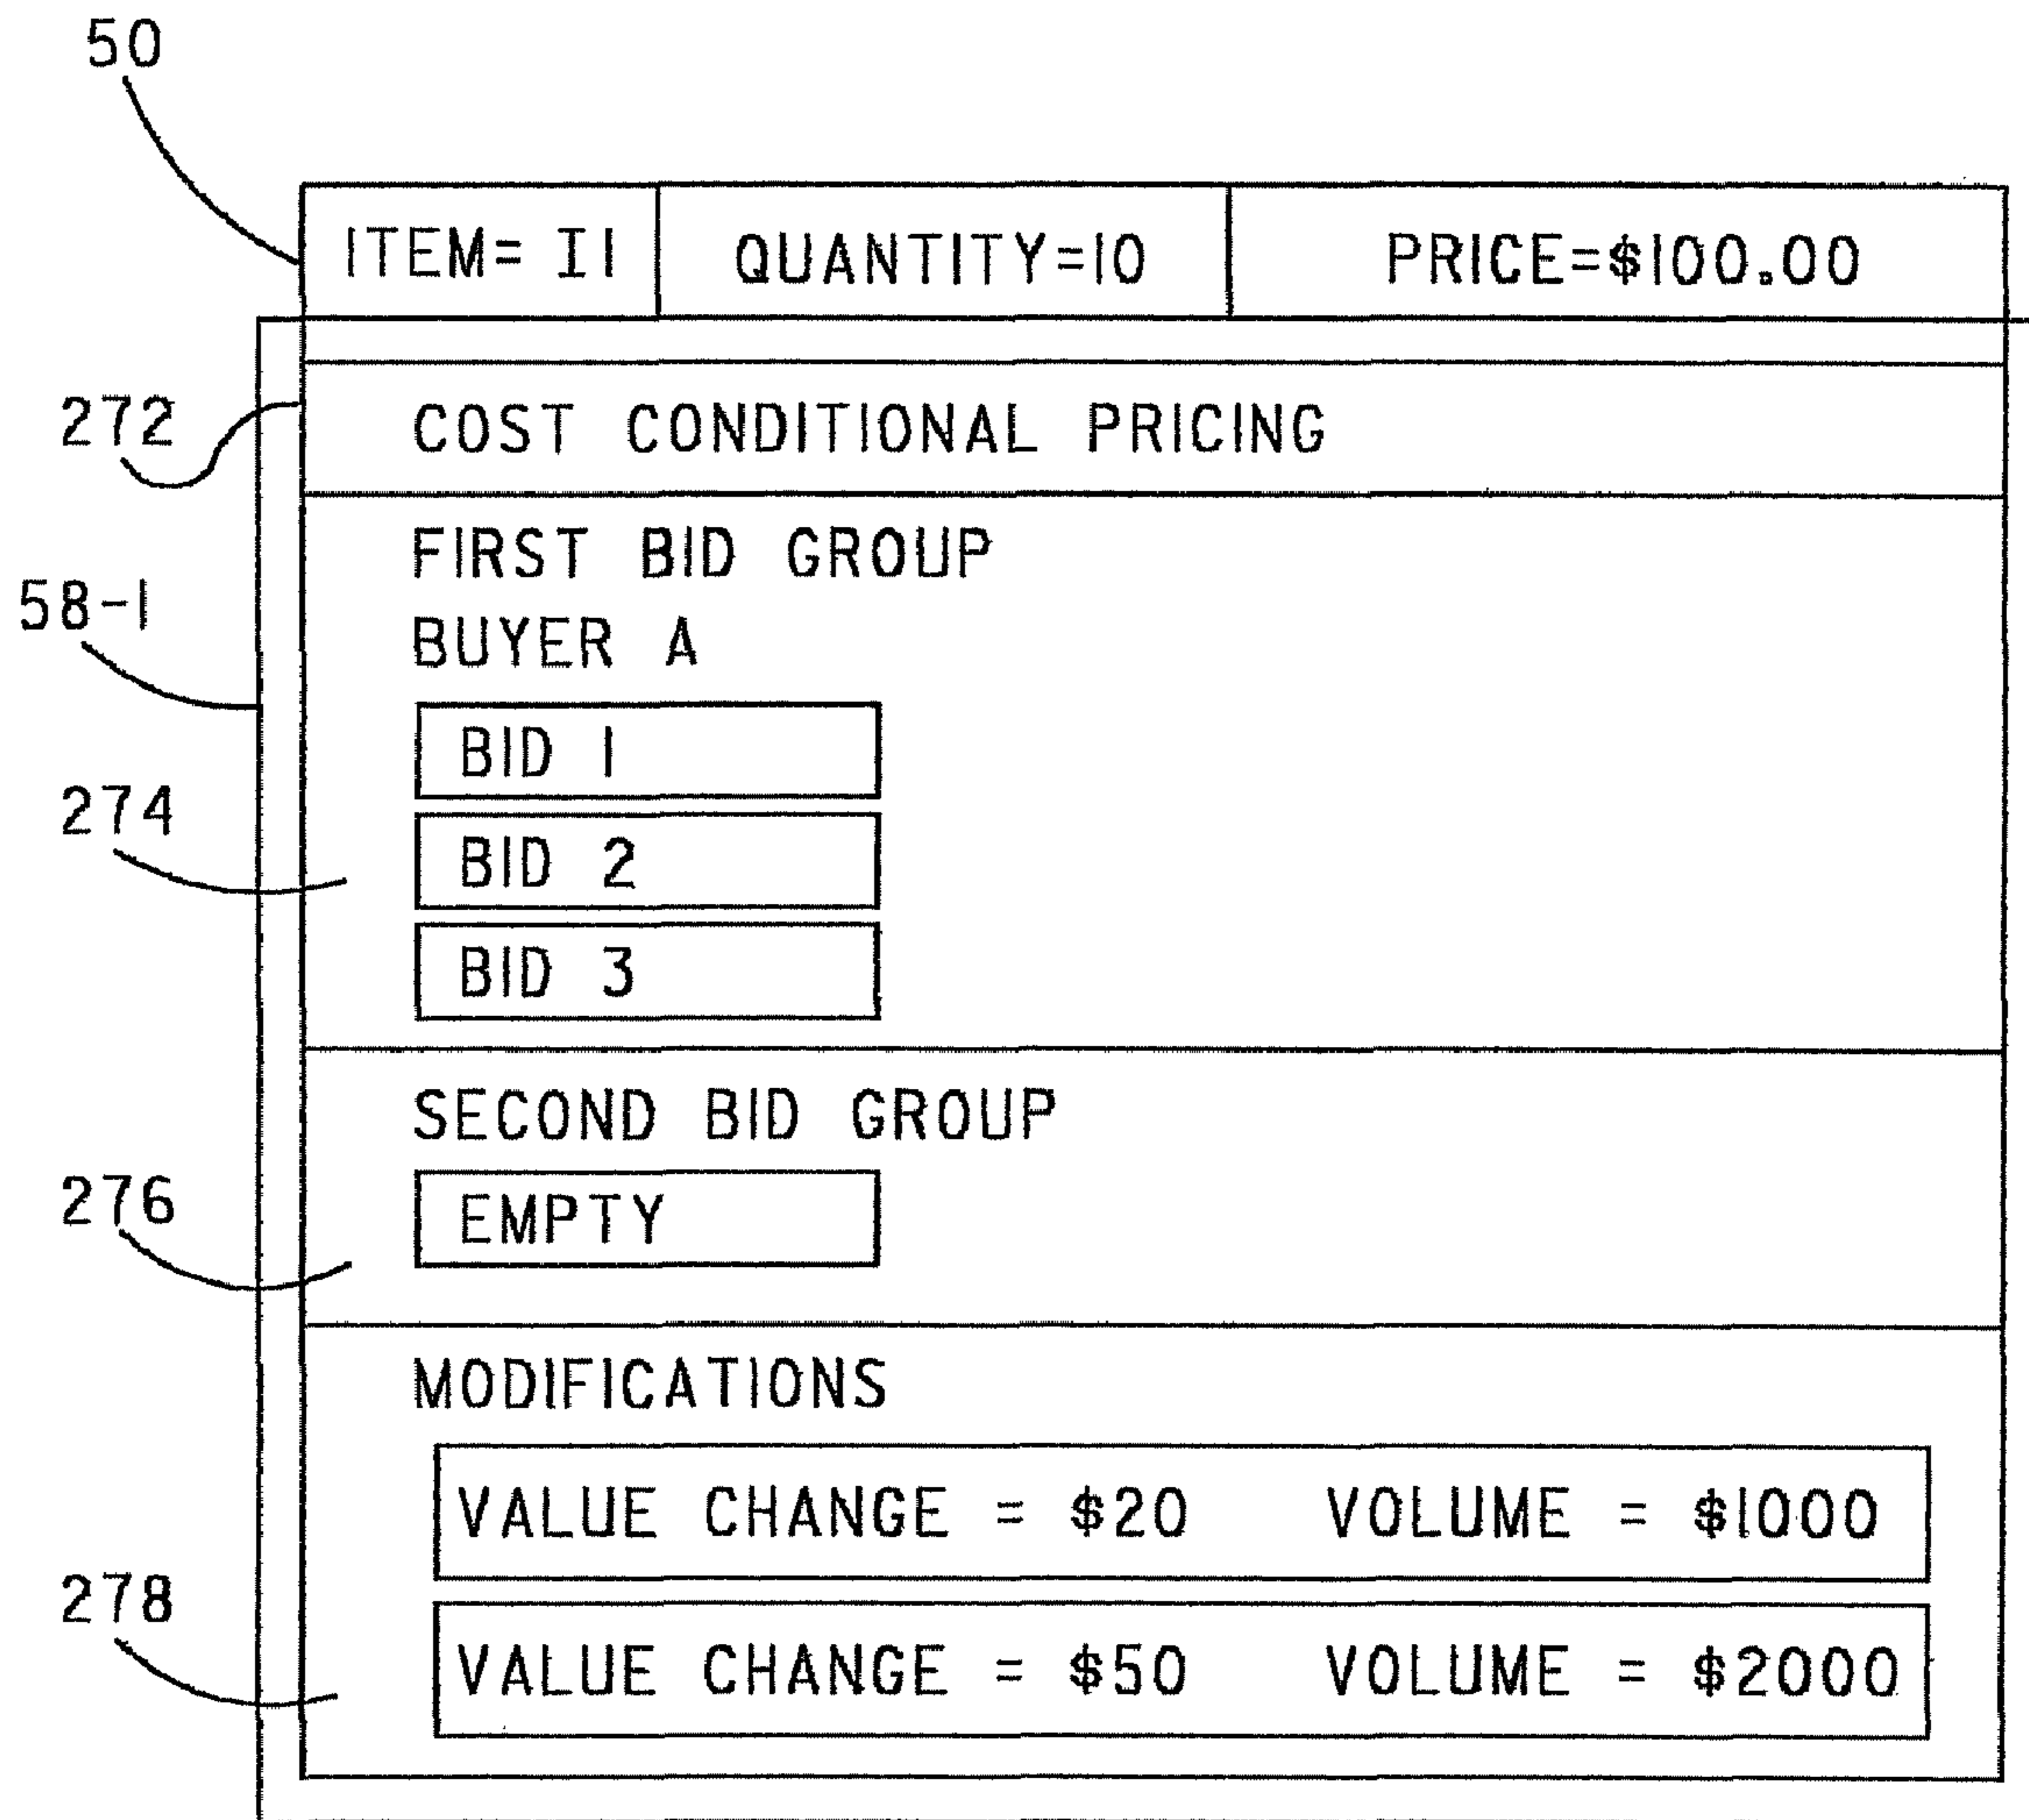 50
ITEM= I1 QUANTITY=10 PRICE=$100.00
272 COST CONDITIONAL PRICING
FIRST BID GROUP
58-1
BUYER A
BID 1
274
BID 2
BID 3
SECOND BID GROUP
276 EMPTY
MODIFICATIONS
VALUE CHANGE = $20 VOLUME = $1000
278
VALUE CHANGE = $50 VOLUME = $2000